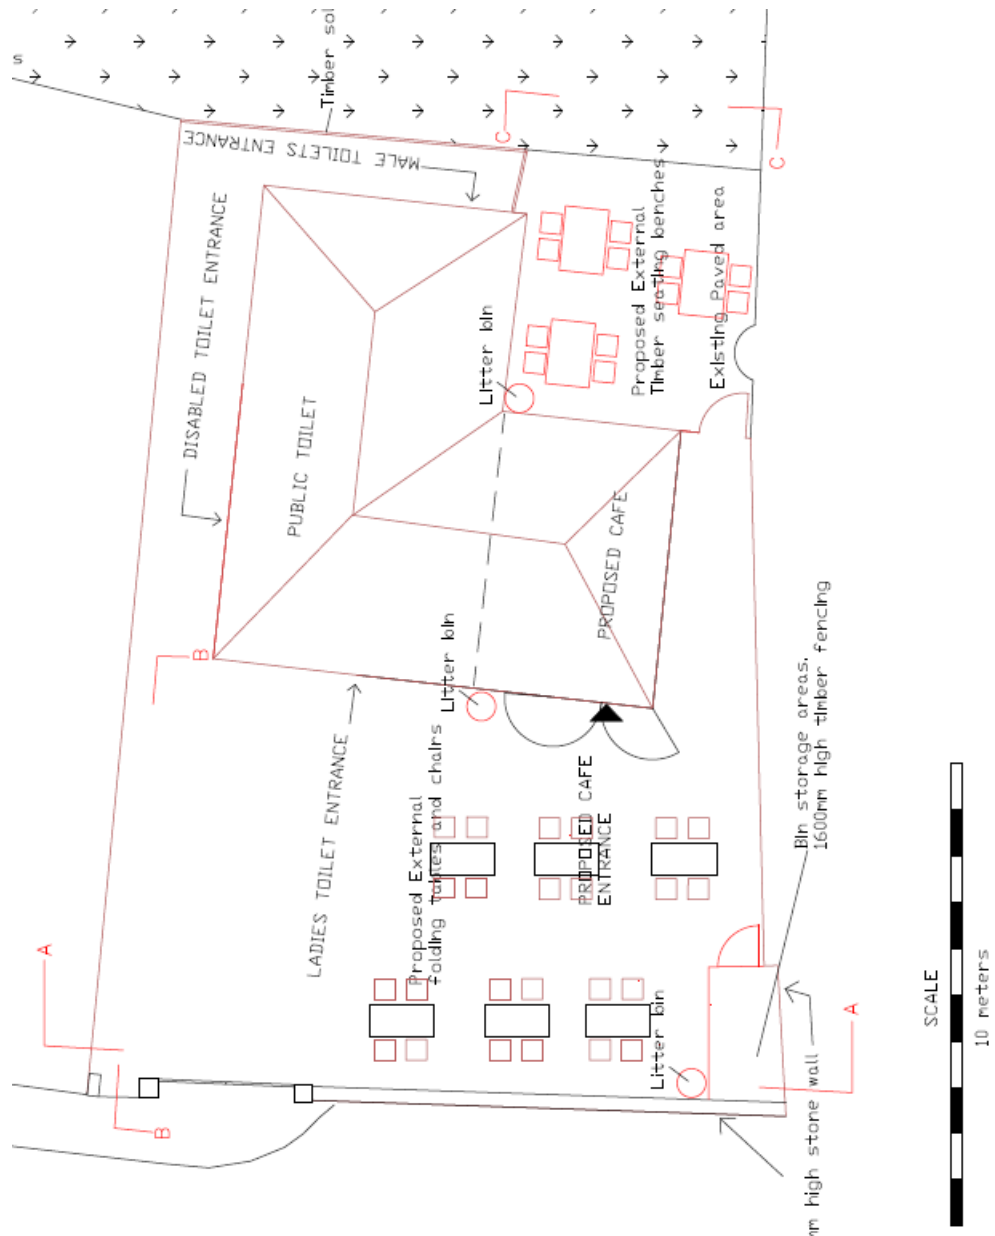 s
Timber sol
MALE TOILETS ENTRANCE
C
C
DISABLED TOILET ENTRANCE
PUBLIC TOILET
Litter bin
Proposed External
Timber seating benches
Existing Paved area
PROPOSED CAFE
B
Litter bin
LADIES TOILET ENTRANCE
Proposed External
folding tables and chairs
PROPOSED CAFE
ENTRANCE
Bin storage areas.
1600mm high timber fencing
A
Litter bin
A
B
mm high stone wall
SCALE
10 meters